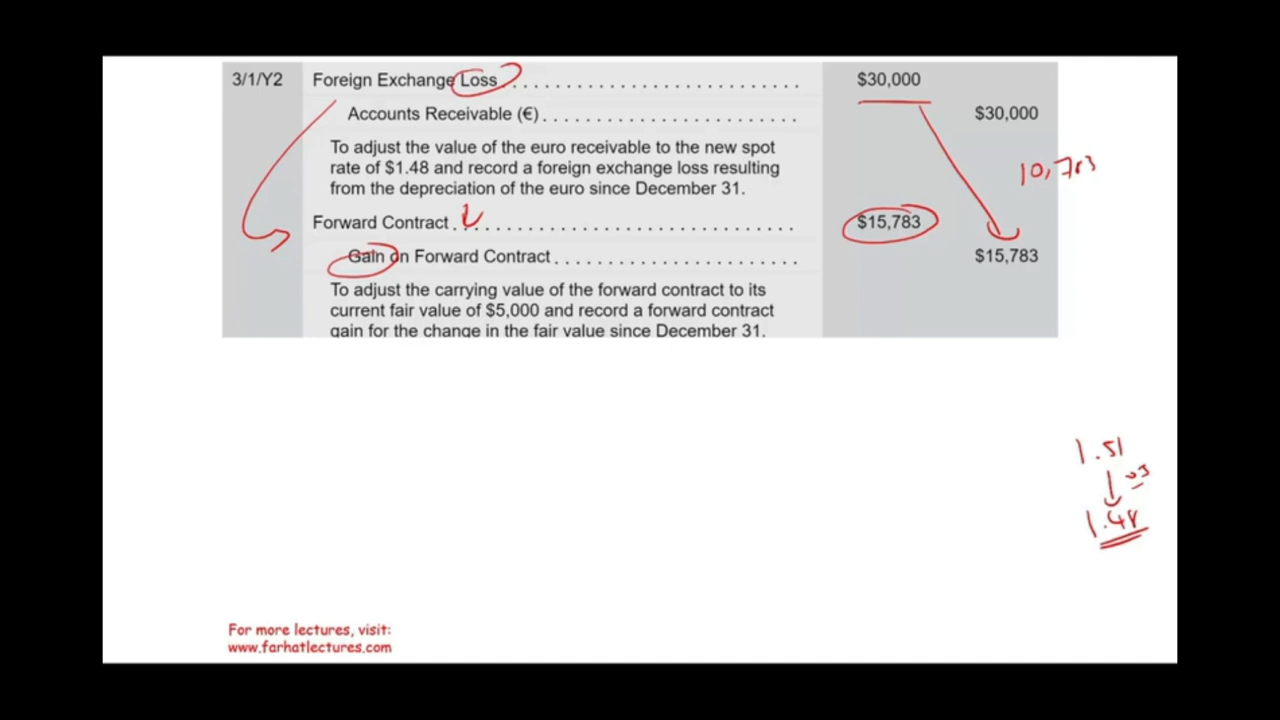 3/1/Y2 Foreign Exchange Loss . . . . . . . . . . . . . . . . . . . . . . . . . . . $30,000
Accounts Receivable (€) . . . . . . . . . . . . . . . . . . . . . . . . $30,000
To adjust the value of the euro receivable to the new spot
rate of $1.48 and record a foreign exchange loss resulting
from the depreciation of the euro since December 31.
10,783
Forward Contract . . . . . . . . . . . . . . . . . . . . . . . . . . . . . . . . $15,783
Gain on Forward Contract . . . . . . . . . . . . . . . . . . . . . . . $15,783
To adjust the carrying value of the forward contract to its
current fair value of $5,000 and record a forward contract
gain for the change in the fair value since December 31.
1.51
.03
1.48
For more lectures, visit:
www.farhatlectures.com